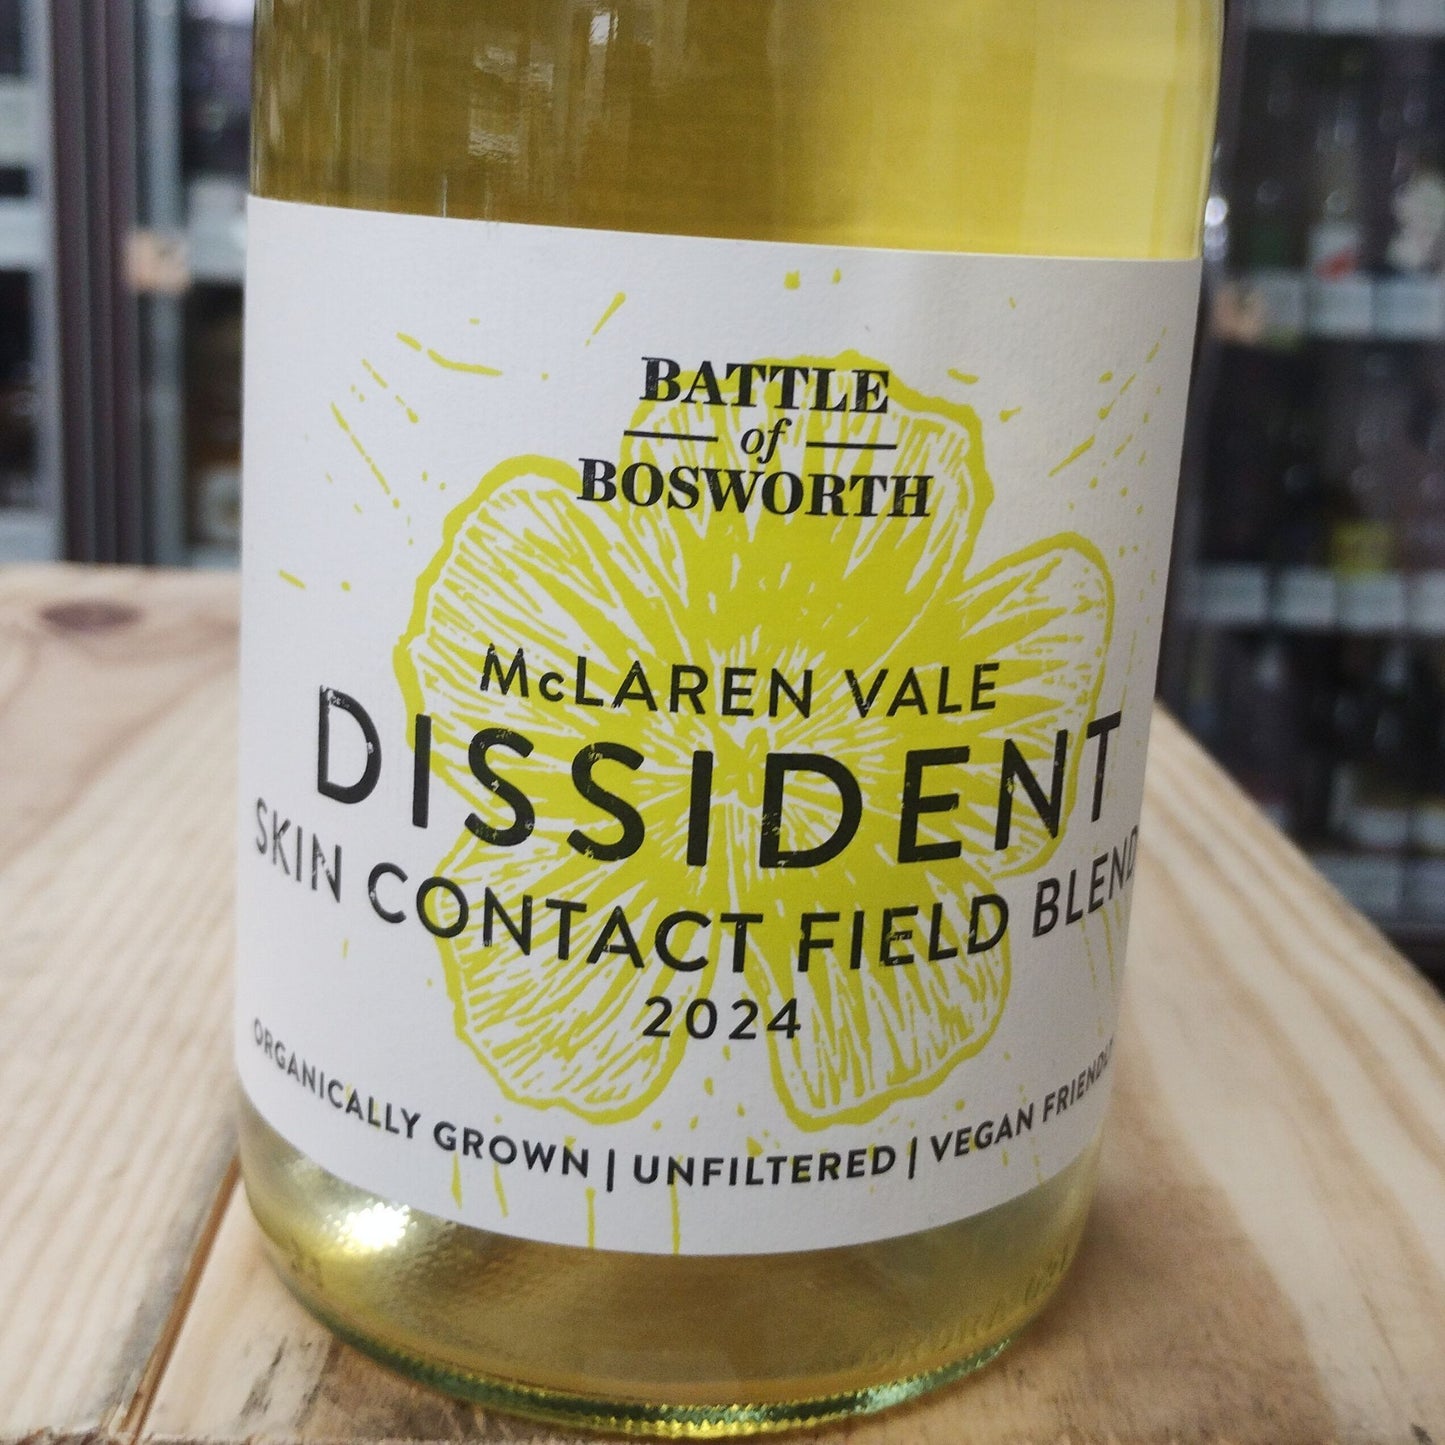 BATTLE
of
BOSWORTH
McLAREN VALE
DISSIDENT
SKIN CONTACT FIELD BLEND
2024
ORGANICALLY GROWN | UNFILTERED | VEGAN FRIENDLY